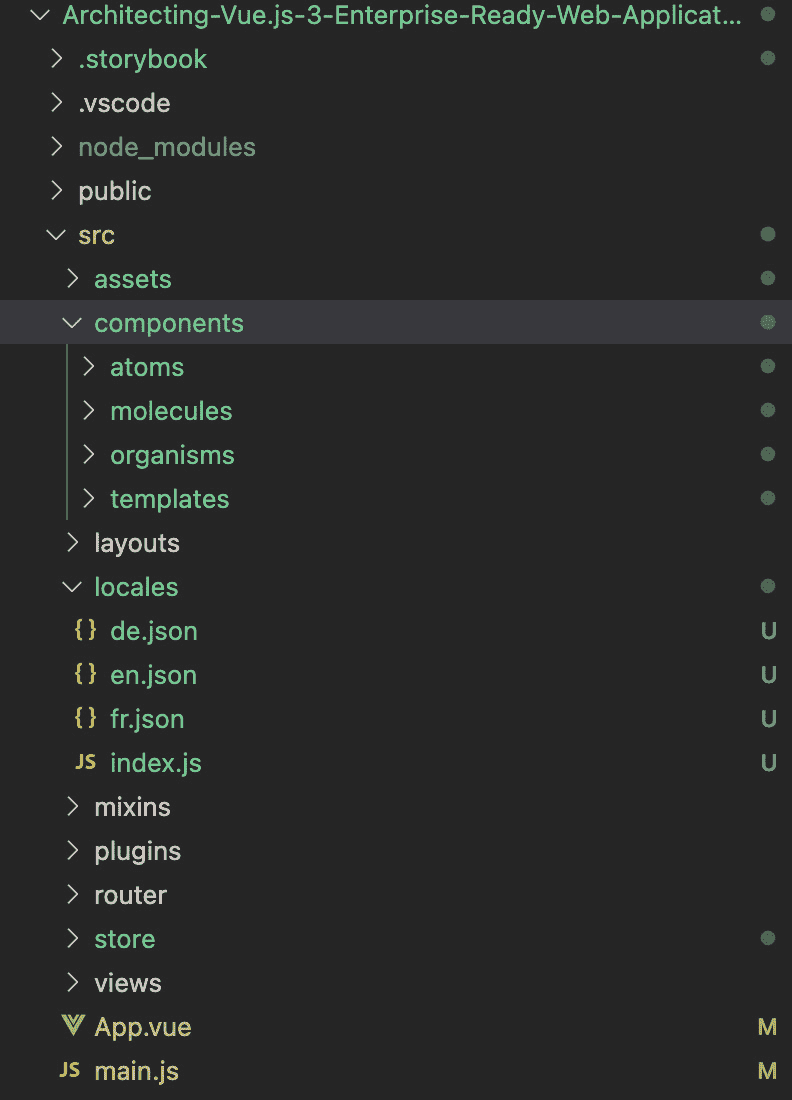 Architecting-Vue.js-3-Enterprise-Ready-Web-Applicat...
.storybook
.vscode
node_modules
public
src
assets
components
atoms
molecules
organisms
templates
layouts
locales
{} de.json U
{} en.json U
{} fr.json U
JS index.js U
mixins
plugins
router
store
views
App.vue M
JS main.js M